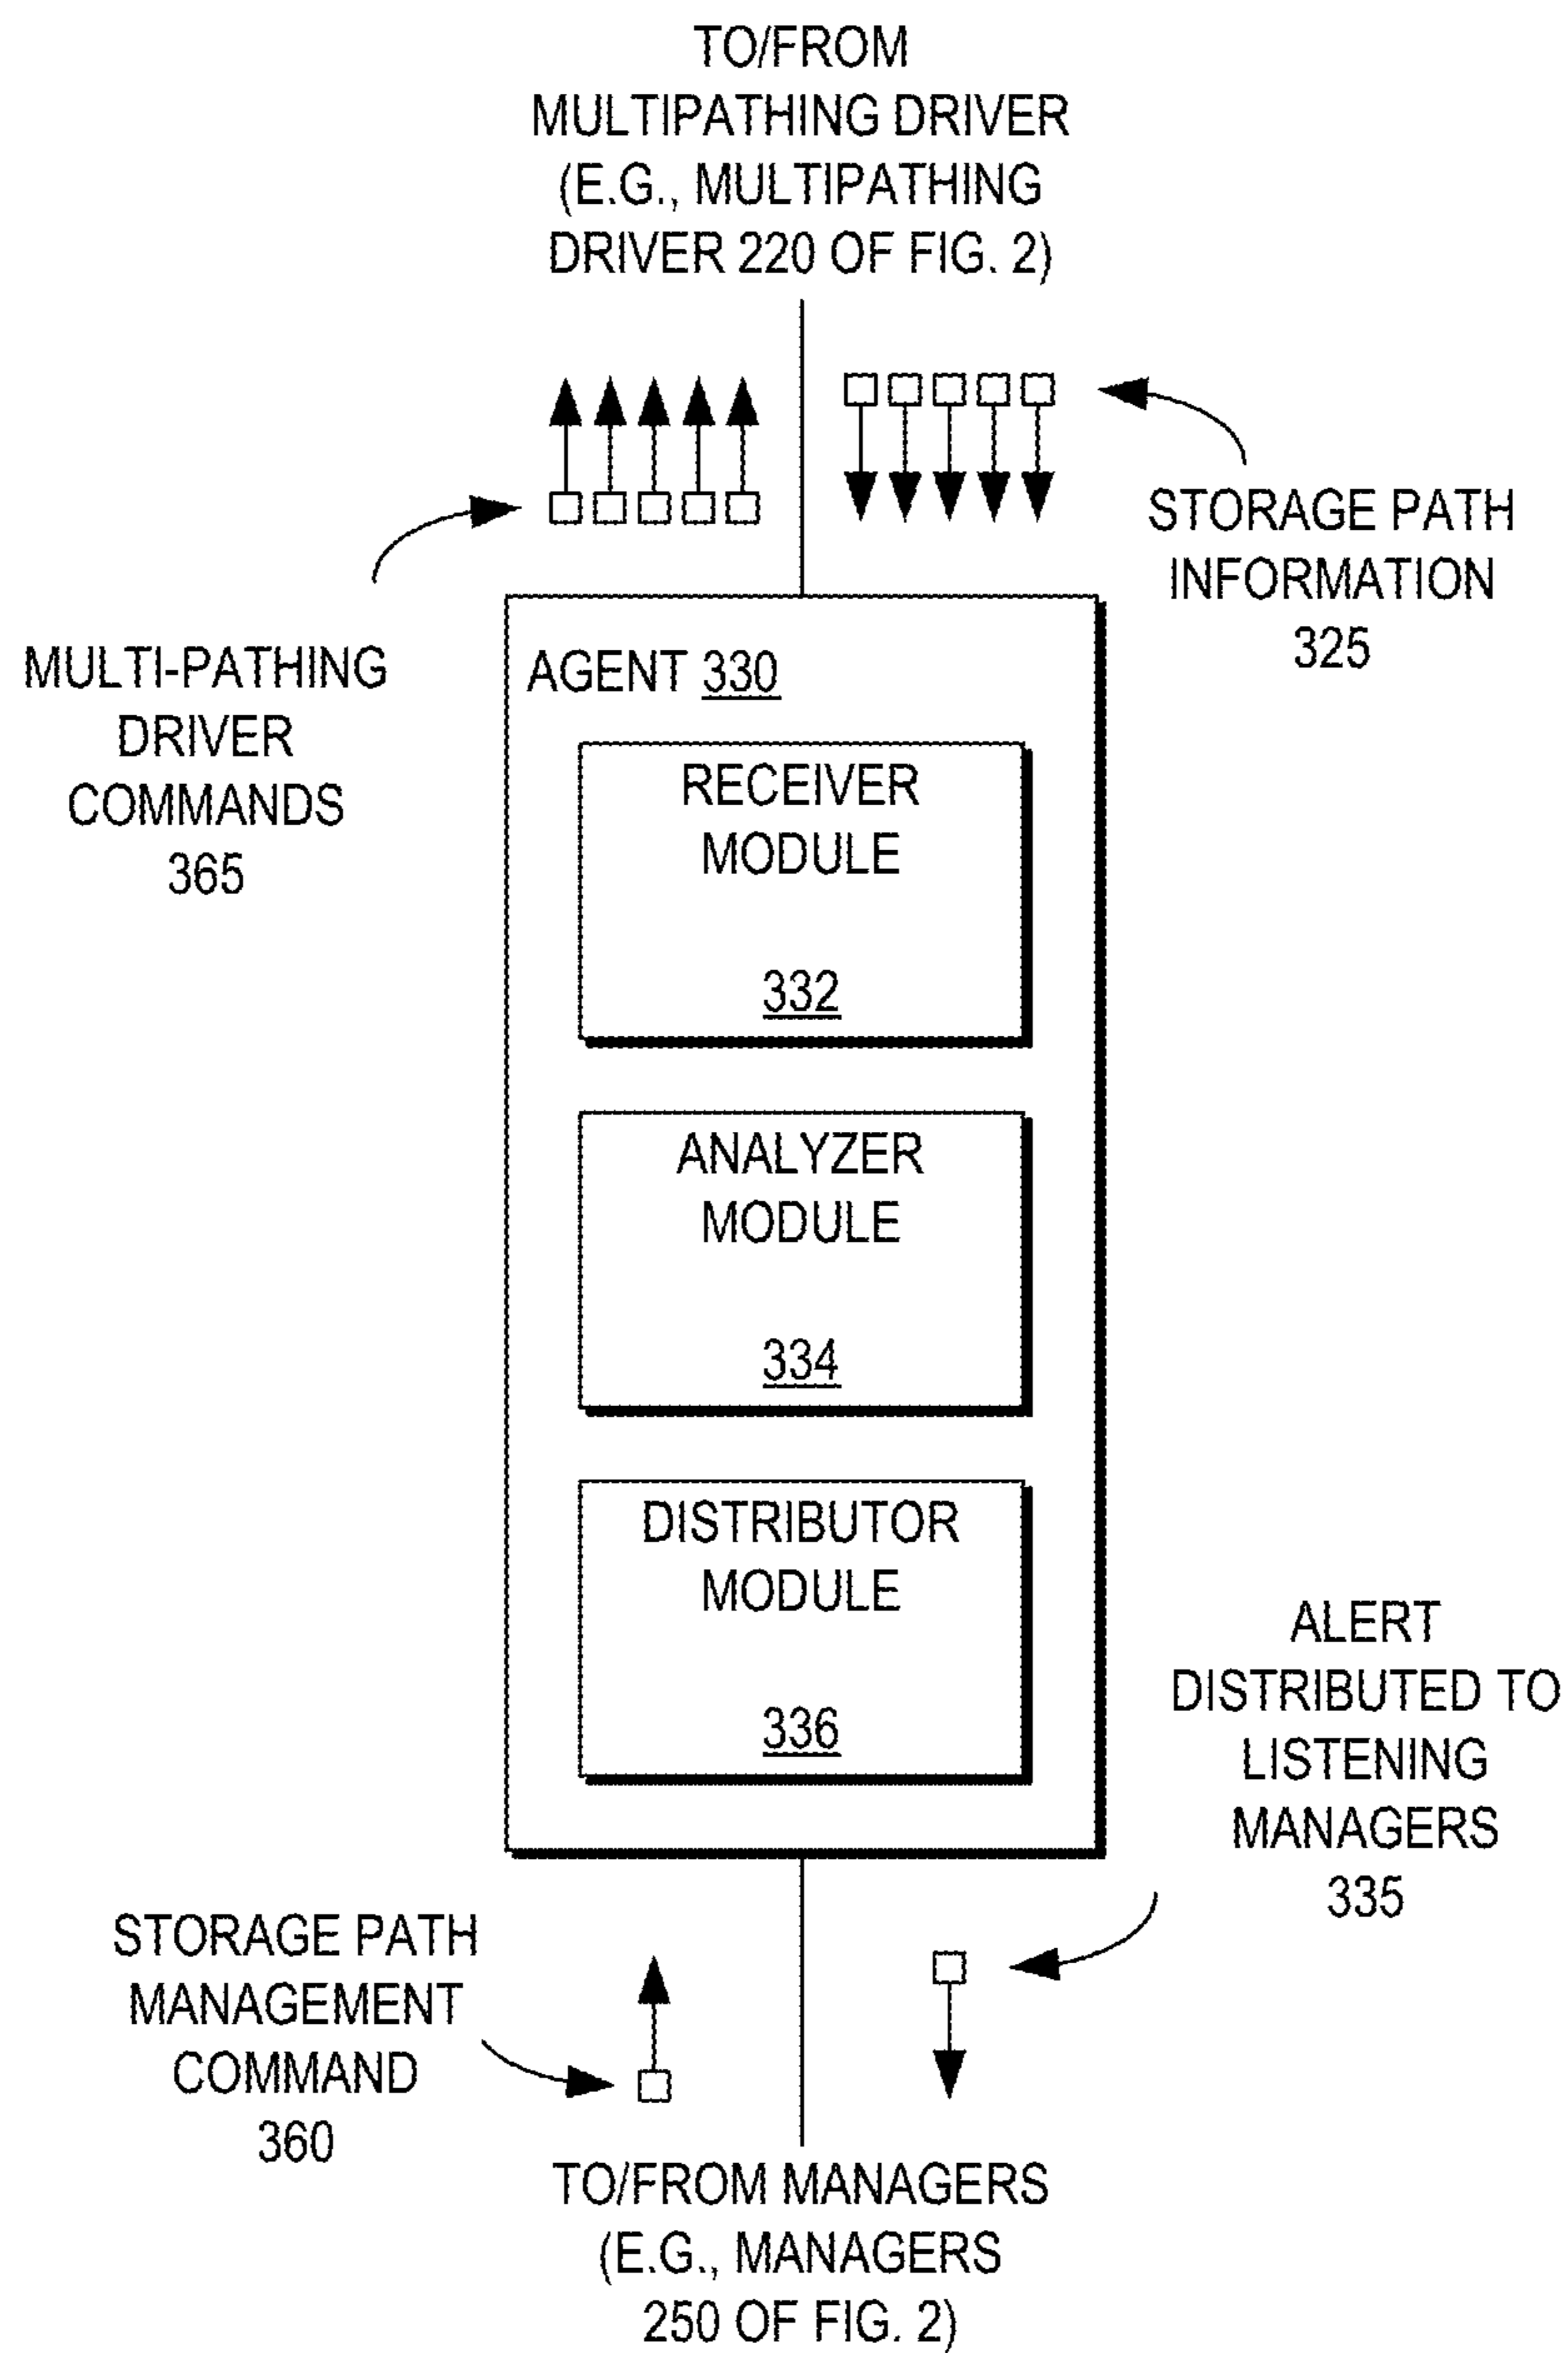 TO/FROM
MULTIPATHING DRIVER
(E.G., MULTIPATHING
DRIVER 220 OF FIG. 2)
STORAGE PATH
INFORMATION
325
MULTI-PATHING
DRIVER
COMMANDS
365
AGENT 330
RECEIVER
MODULE
332
ANALYZER
MODULE
334
DISTRIBUTOR
MODULE
336
ALERT
DISTRIBUTED TO
LISTENING
MANAGERS
335
STORAGE PATH
MANAGEMENT
COMMAND
360
TO/FROM MANAGERS
(E.G., MANAGERS
250 OF FIG. 2)